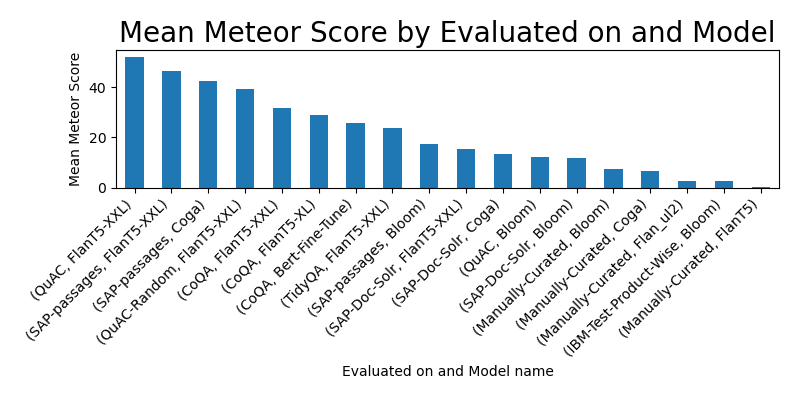 Mean Meteor Score by Evaluated on and Model
Mean Meteor Score
40
20
0
(QuAC, FlanT5-XXL)
(SAP-passages, FlanT5-XXL)
(SAP-passages, Coga)
(QuAC-Random, FlanT5-XXL)
(CoQA, FlanT5-XXL)
(CoQA, FlanT5-XL)
(CoQA, Bert-Fine-Tune)
(TidyQA, FlanT5-XXL)
(SAP-passages, Bloom)
(SAP-Doc-Solr, FlanT5-XXL)
(SAP-Doc-Solr, Coga)
(QuAC, Bloom)
(SAP-Doc-Solr, Bloom)
(Manually-Curated, Bloom)
(Manually-Curated, Coga)
(Manually-Curated, Flan_ul2)
(IBM-Test-Product-Wise, Bloom)
(Manually-Curated, FlanT5)
Evaluated on and Model name